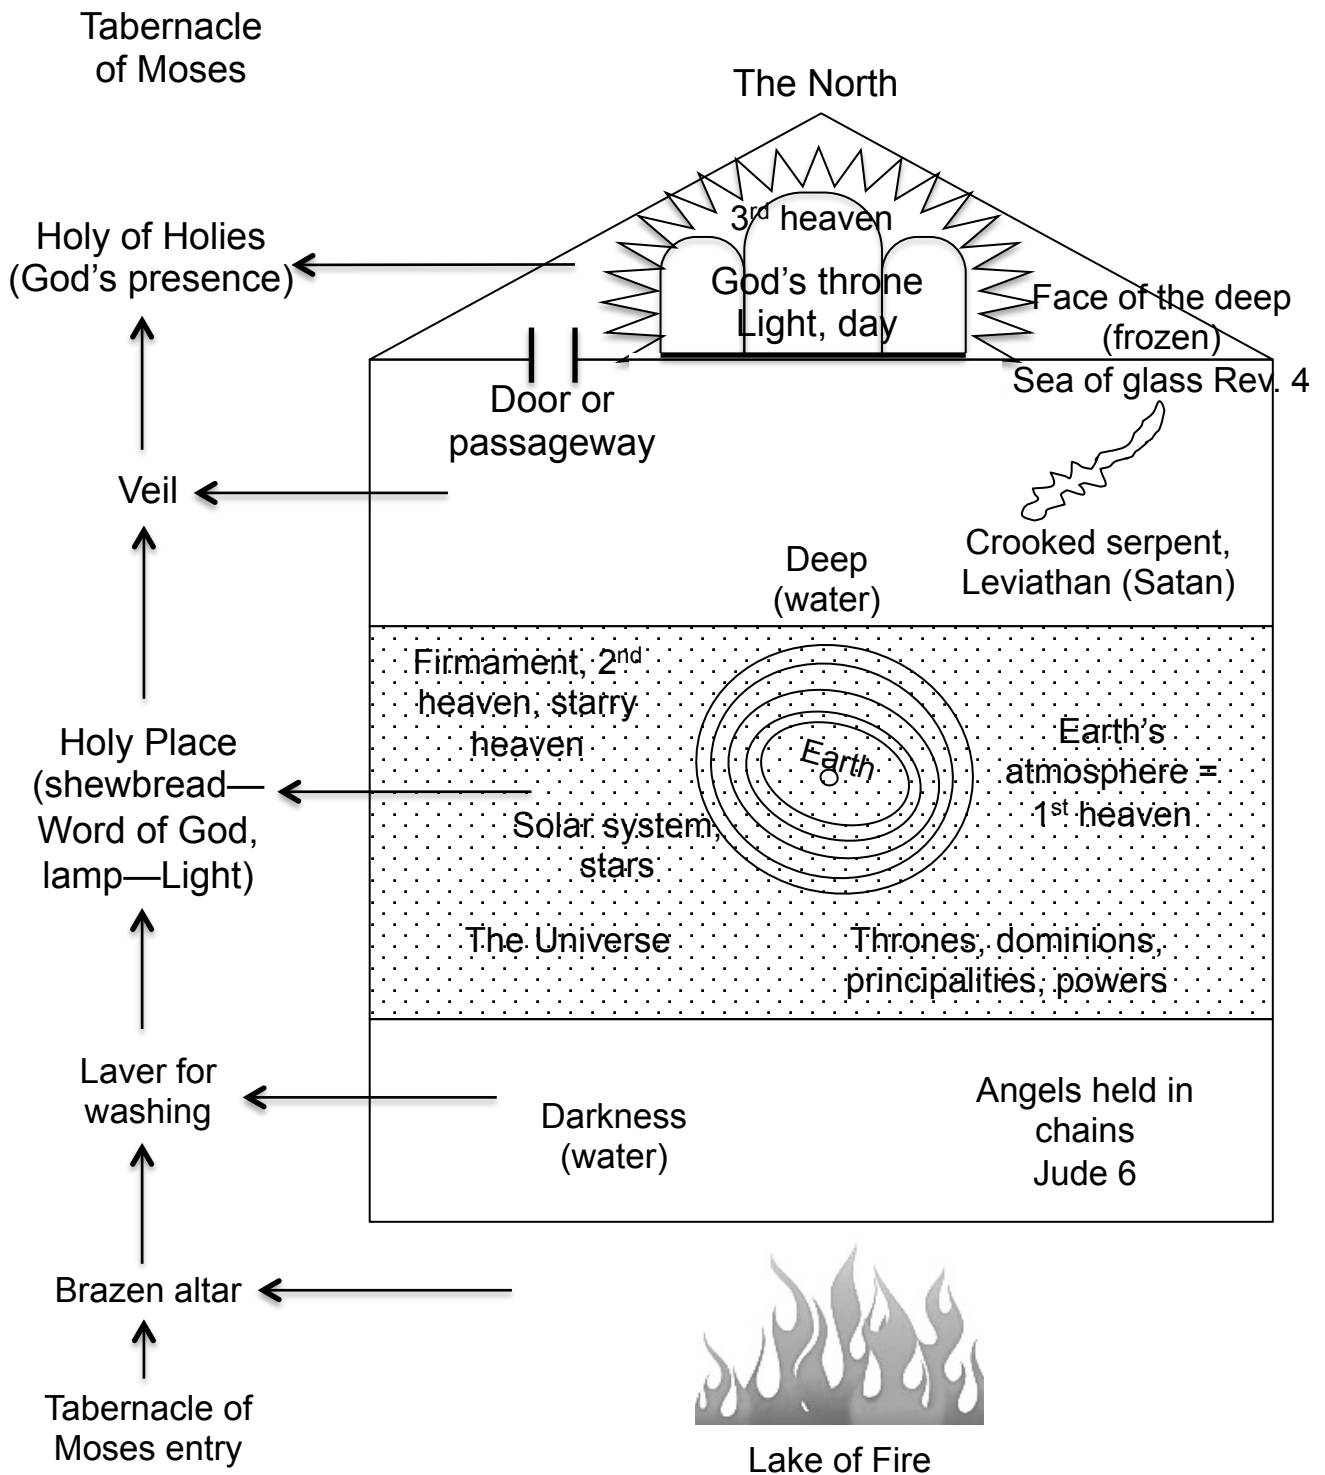 Tabernacle
of Moses
The North
Holy of Holies
(God's presence)
3rd heaven
God's throne
Light, day
Face of the deep
(frozen)
Sea of glass Rev. 4
Door or
passageway
Veil
Crooked serpent,
Leviathan (Satan)
Deep
(water)
Firmament, 2nd
heaven, starry
heaven
Earth
Earth's
atmosphere =
1st heaven
Holy Place
(shewbread—
Word of God,
lamp—Light)
Solar system,
stars
The Universe
Thrones, dominions,
principalities, powers
Laver for
washing
Darkness
(water)
Angels held in
chains
Jude 6
Brazen altar
Tabernacle of
Moses entry
Lake of Fire